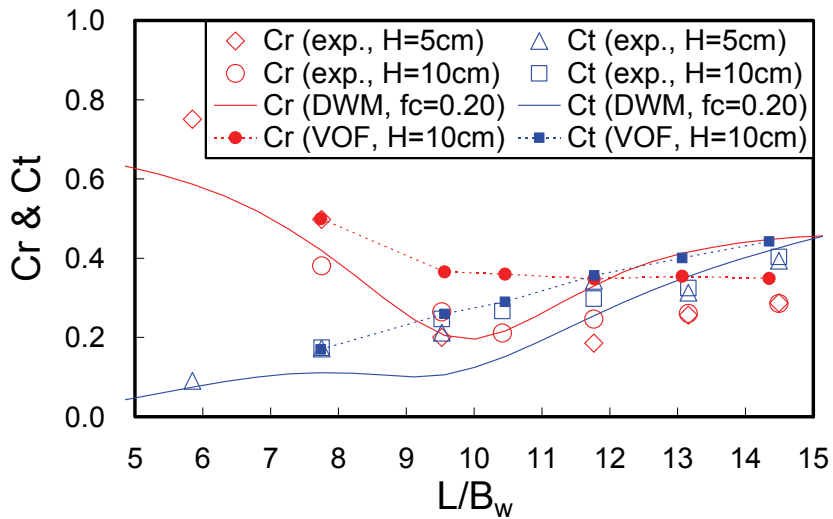 1.0
0.8
0.6
0.4
0.2
0.0
Cr & Ct
Cr (exp., H=5cm)
Ct (exp., H=5cm)
Cr (exp., H=10cm)
Ct (exp., H=10cm)
Cr (DWM, fc=0.20)
Ct (DWM, fc=0.20)
Cr (VOF, H=10cm)
Ct (VOF, H=10cm)
5 6 7 8 9 10 11 12 13 14 15
L/B_w